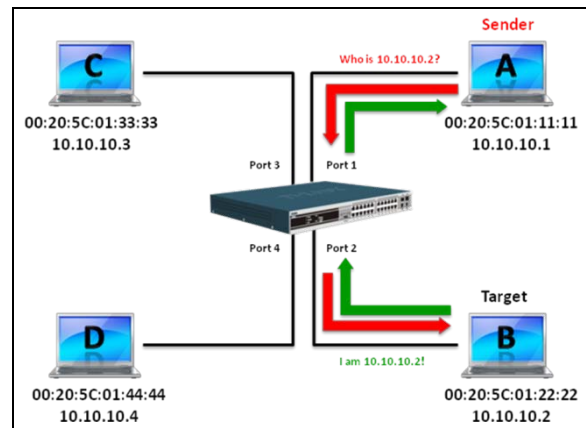 Sender
C
Who is 10.10.10.2?
A
00:20:5C:01:33:33
10.10.10.3
00:20:5C:01:11:11
10.10.10.1
Port 3
Port 1
Port 4
Port 2
Target
D
B
I am 10.10.10.2!
00:20:5C:01:44:44
10.10.10.4
00:20:5C:01:22:22
10.10.10.2